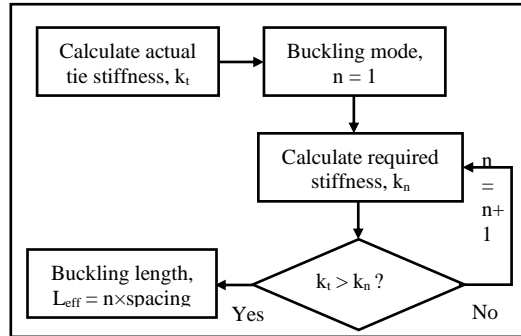 Calculate actual
tie stiffness, kt
Buckling mode,
n = 1
Calculate required
stiffness, kn
n
=
n+
1
kt > kn ?
Buckling length,
Leff = n×spacing
Yes
No